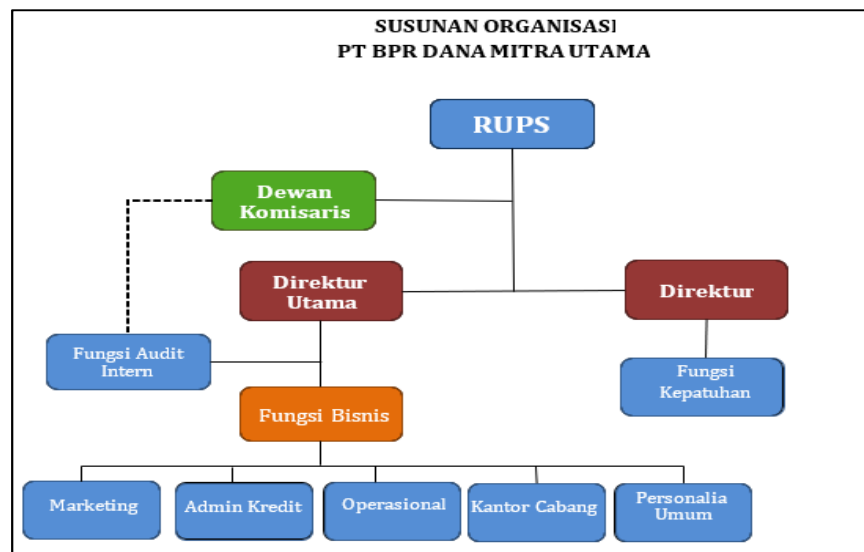 SUSUNAN ORGANISASI
PT BPR DANA MITRA UTAMA
RUPS
Dewan
Komisaris
Direktur
Utama
Direktur
Fungsi Audit
Intern
Fungsi
Kepatuhan
Fungsi Bisnis
Marketing
Admin Kredit
Operasional
Kantor Cabang
Personalia
Umum